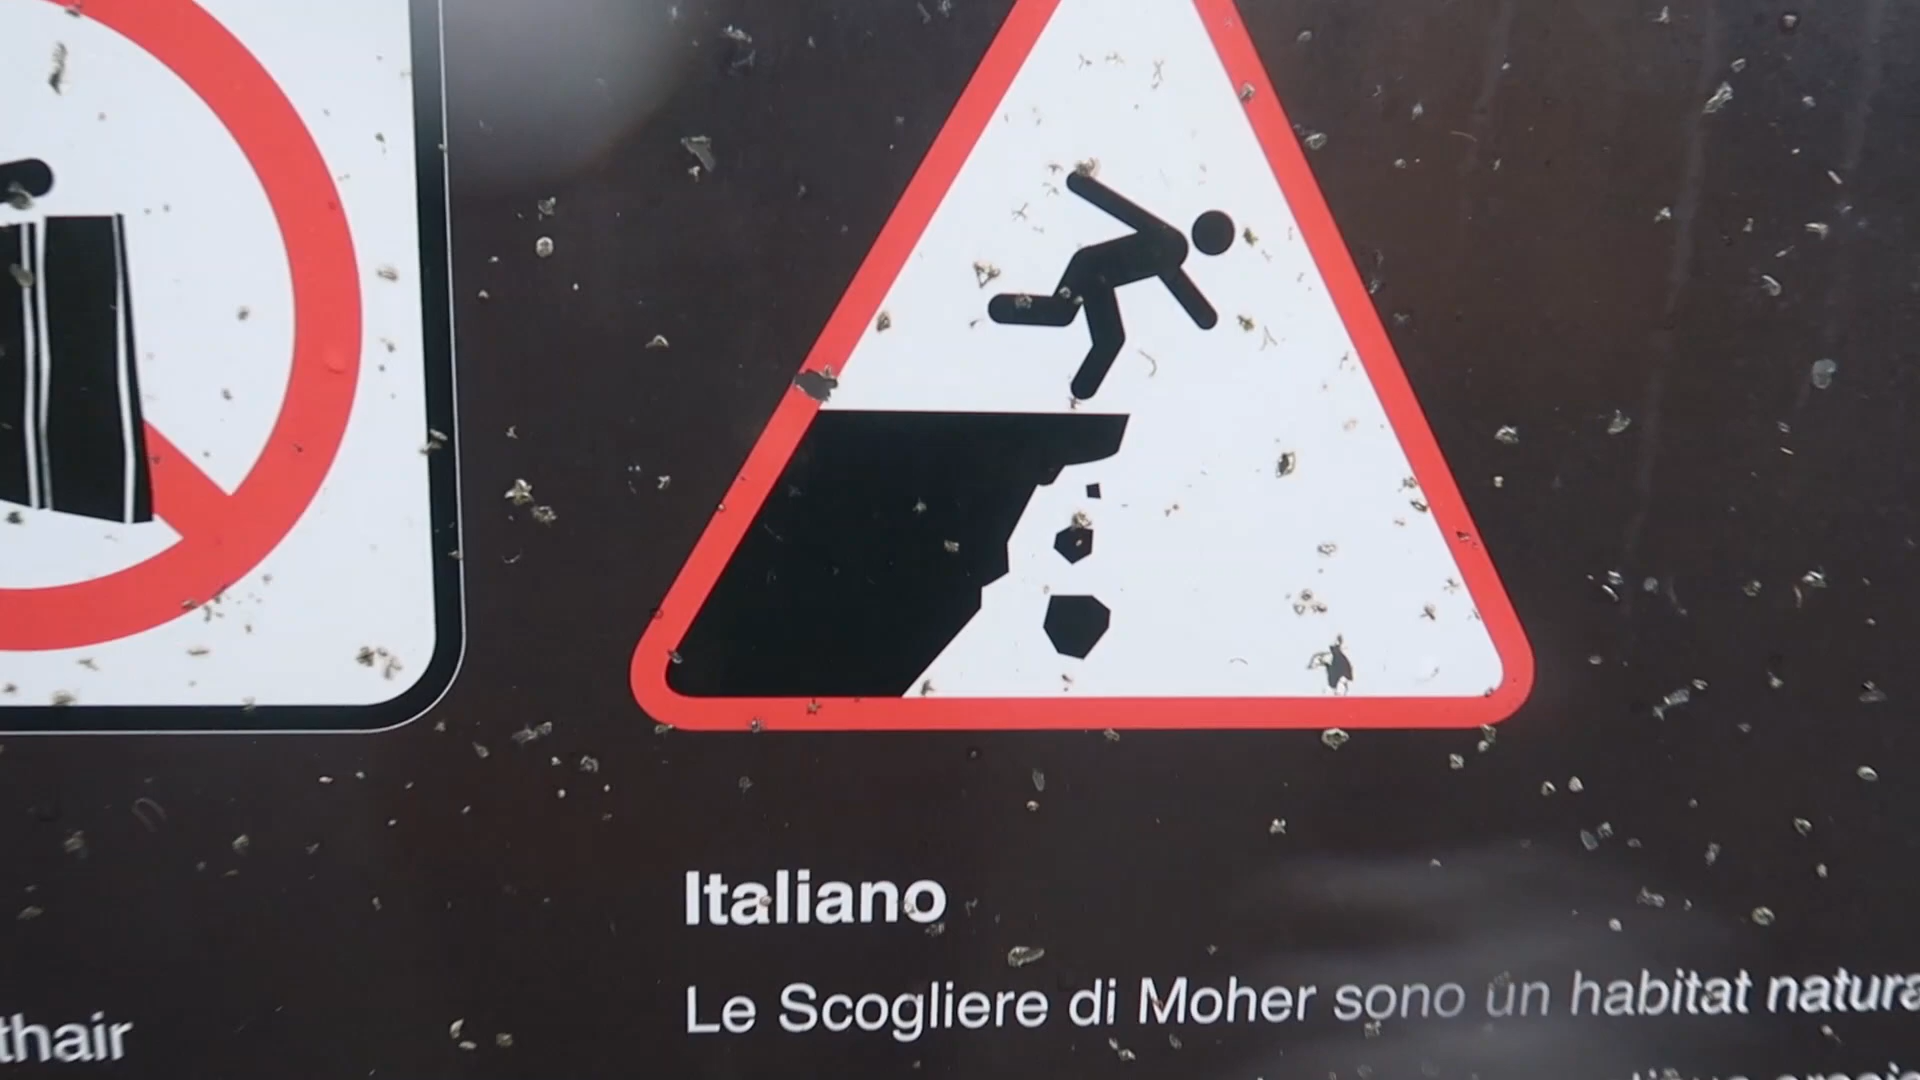 Italiano
Le Scogliere di Moher sono un habitat natura
thair